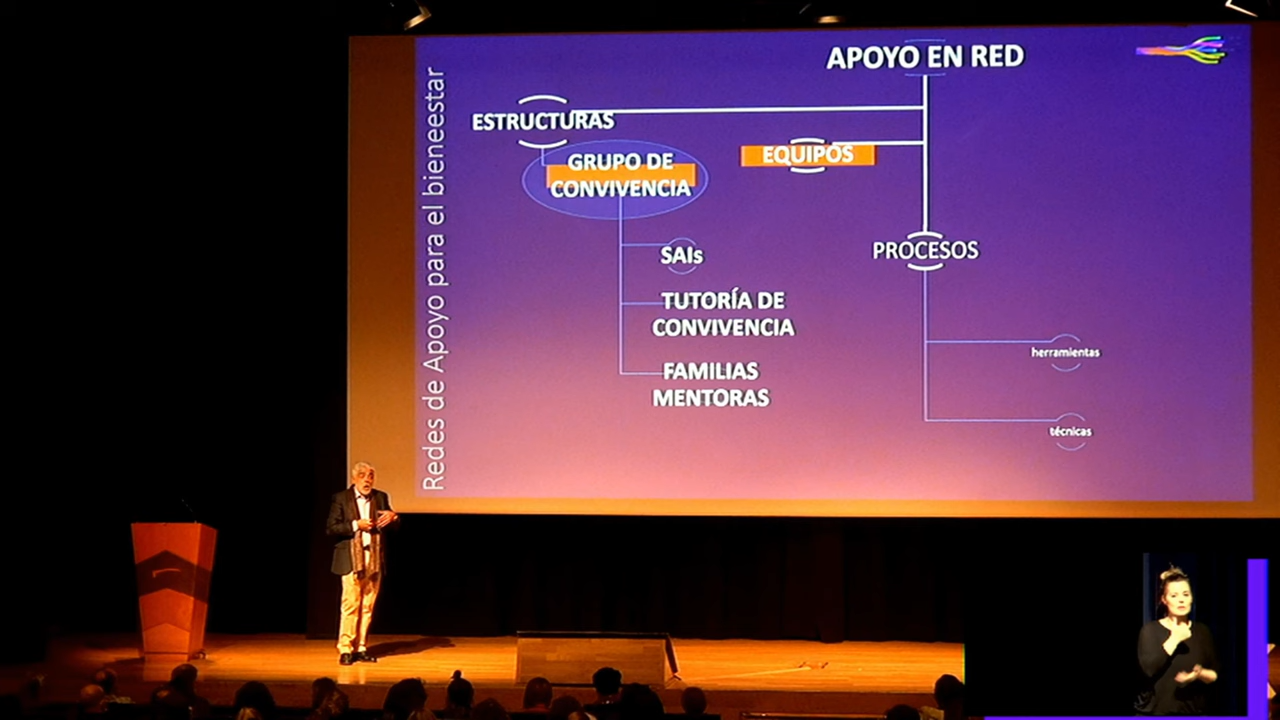 Redes de Apoyo para el bieneestar
APOYO EN RED
ESTRUCTURAS
GRUPO DE
CONVIVENCIA
EQUIPOS
SAIs
TUTORÍA DE
CONVIVENCIA
FAMILIAS
MENTORAS
PROCESOS
herramientas
técnicas